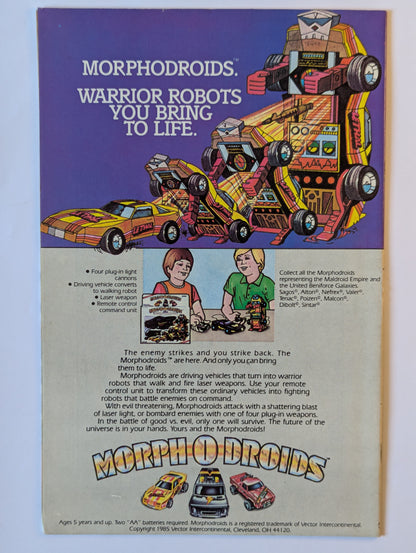 MORPHODROIDS.™
WARRIOR ROBOTS
YOU BRING
TO LIFE.
• Four plug-in light
cannons
• Driving vehicle converts
to walking robot
• Laser weapon
• Remote control
command unit
Collect all the Morphodroids
representing the Maldroid Empire and
the United Beniforce Galaxies.
Sagos®, Alton®, Nefrex®, Valer®,
Tenac®, Poizen®, Malcon®,
Dibolt®, Sintar®
The enemy strikes and you strike back. The
Morphodroids™ are here. And only you can bring
them to life.
Morphodroids are driving vehicles that turn into warrior
robots that walk and fire laser weapons. Use your remote
control unit to transform these ordinary vehicles into fighting
robots that battle enemies on command.
With evil threatening, Morphodroids attack with a shattering blast
of laser light, or bombard enemies with one of four plug-in weapons.
In the battle of good vs. evil, only one will survive. The future of the
universe is in your hands. Yours and the Morphodroids!
MORPH-O-DROIDS™
Ages 5 years and up. Two "AA" batteries required. Morphodroids is a registered trademark of Vector Intercontinental.
Copyright 1985 Vector Intercontinental, Cleveland, OH 44120.